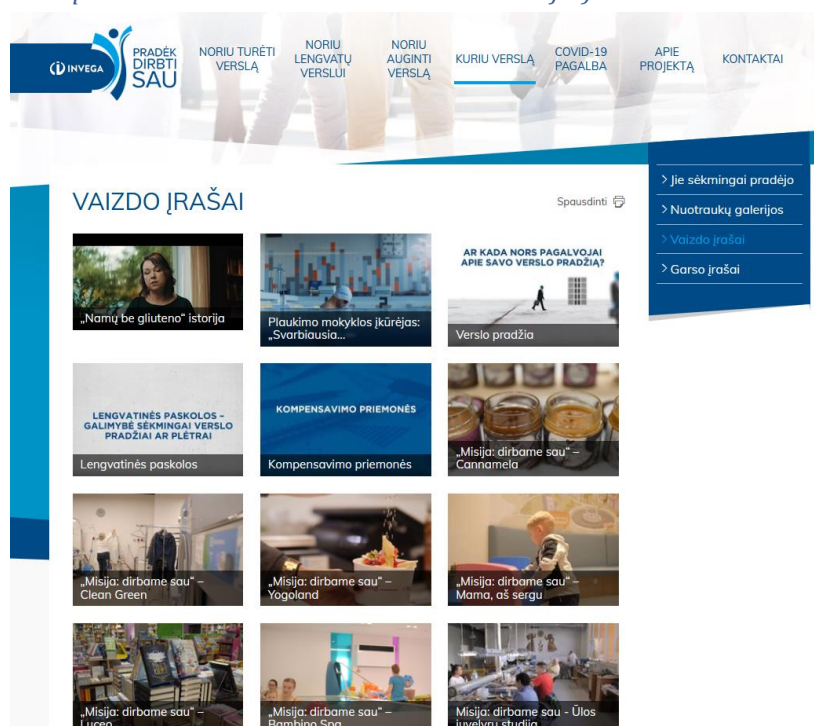 INVEGA
PRADĖK
DIRBTI
SAU
NORIU TURĖTI
VERSLĄ
NORIU
LENGVATŲ
VERSLUI
NORIU
AUGINTI
VERSLĄ
KURIU VERSLĄ
COVID-19
PAGALBA
APIE
PROJEKTĄ
KONTAKTAI
VAIZDO ĮRAŠAI
Spausdinti
> Jie sėkmingai pradėjo
> Nuotraukų galerijos
> Vaizdo įrašai
> Garso įrašai
„Namų be gliuteno“ istorija
Plaukimo mokyklos įkūrėjas:
„Svarbiausia...
AR KADA NORS PAGALVOJAI
APIE SAVO VERSLO PRADŽIĄ?
Verslo pradžia
LENGVATINĖS PASKOLOS –
GALIMYBĖ SĖKMINGAI VERSLO
PRADŽIAI AR PLĖTRAI
Lengvatinės paskolos
KOMPENSAVIMO PRIEMONĖS
Kompensavimo priemonės
„Misija: dirbame sau“ –
Cannamela
„Misija: dirbame sau“ –
Clean Green
„Misija: dirbame sau“ –
Yogoland
„Misija: dirbame sau“ –
Mama, aš sergu
„Misija: dirbame sau“ –
Luceo
„Misija: dirbame sau“ –
Bambino Spa
Misija: dirbame sau - Ūlos
juvelyrų studija